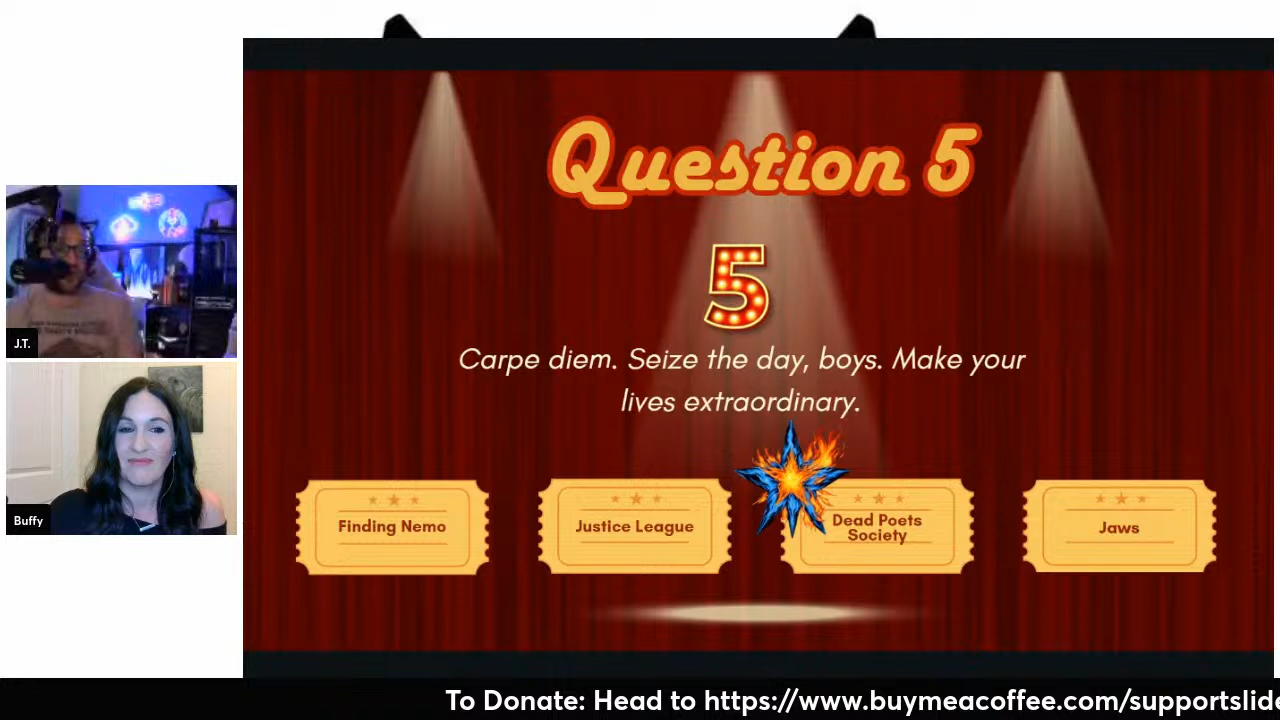 Question 5
5
Carpe diem. Seize the day, boys. Make your
lives extraordinary.
Finding Nemo
Justice League
Dead Poets
Society
Jaws
J.T.
Buffy
To Donate: Head to https://www.buymeacoffee.com/supportslid